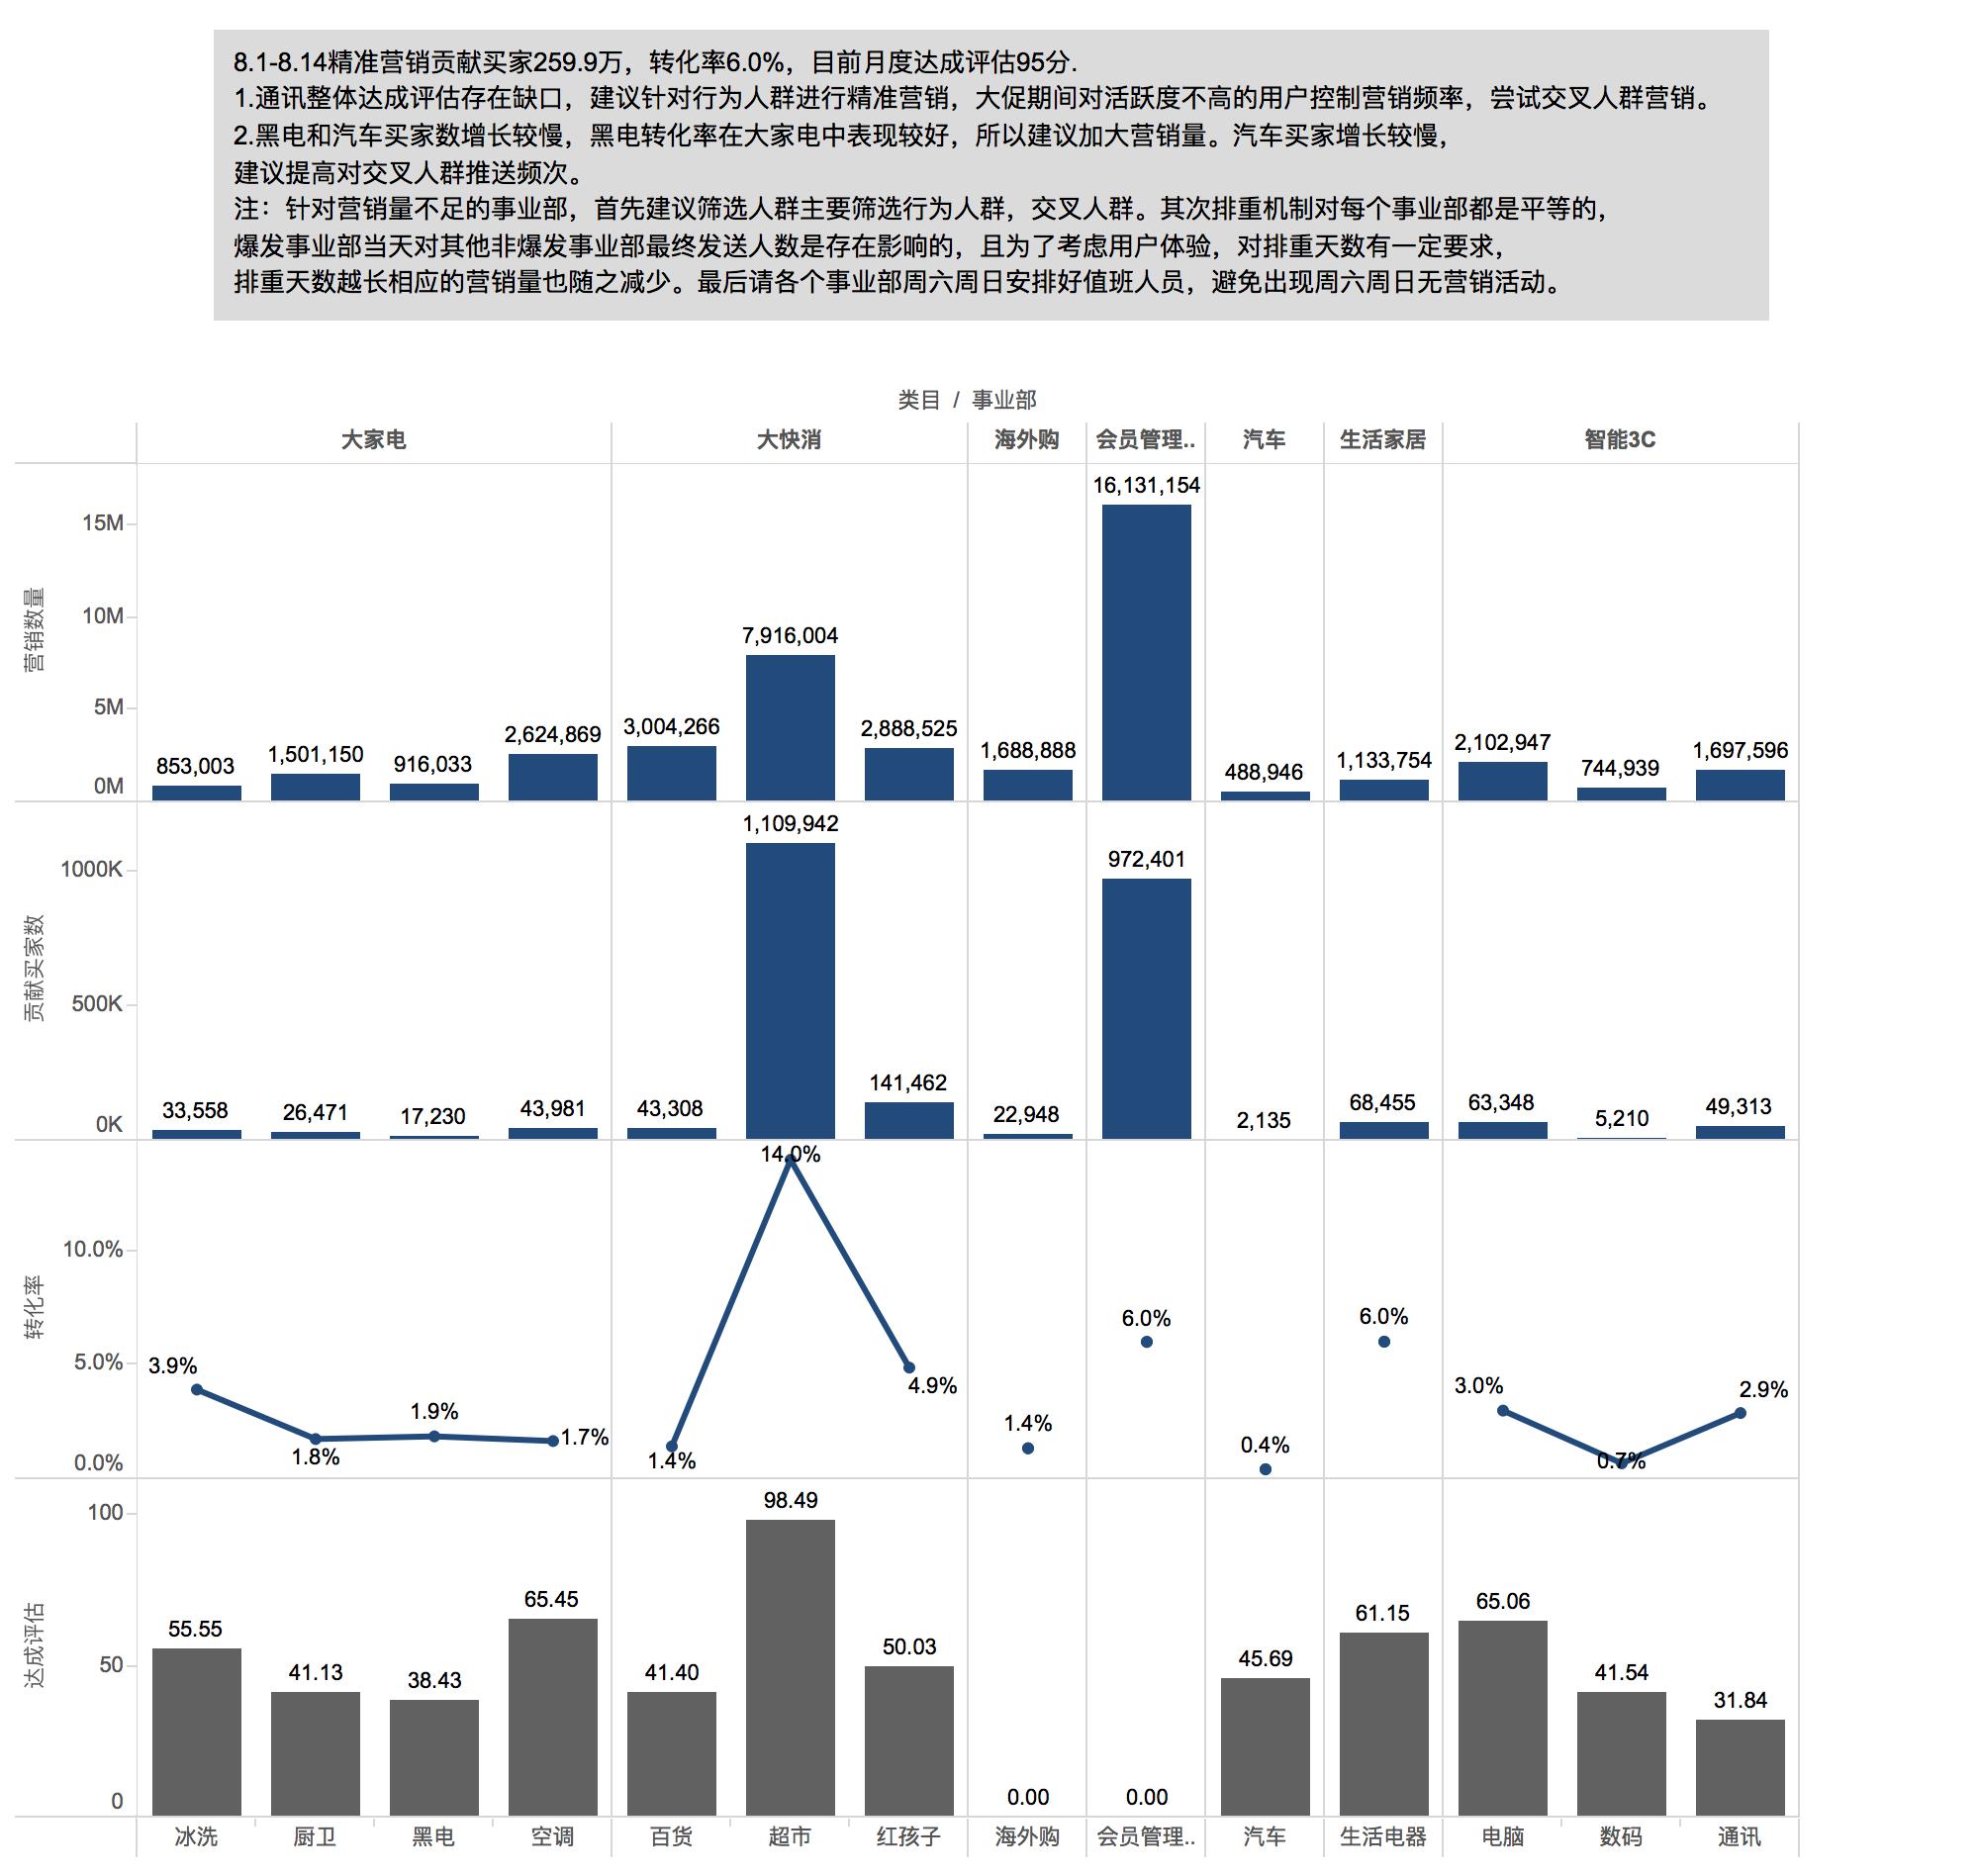 8.1-8.14精准营销贡献买家259.9万，转化率6.0%，目前月度达成评估95分.
1.通讯整体达成评估存在缺口，建议针对行为人群进行精准营销，大促期间对活跃度不高的用户控制营销频率，尝试交叉人群营销。
2.黑电和汽车买家数增长较慢，黑电转化率在大家电中表现较好，所以建议加大营销量。汽车买家增长较慢，
建议提高对交叉人群推送频次。
注：针对营销量不足的事业部，首先建议筛选人群主要筛选行为人群，交叉人群。其次排重机制对每个事业部都是平等的，
爆发事业部当天对其他非爆发事业部最终发送人数是存在影响的，且为了考虑用户体验，对排重天数有一定要求，
排重天数越长相应的营销量也随之减少。最后请各个事业部周六周日安排好值班人员，避免出现周六周日无营销活动。
类目 / 事业部
大家电 大快消 海外购 会员管理.. 汽车 生活家居 智能3C
营销数量
15M
10M
5M
0M
853,003 1,501,150 916,033 2,624,869 3,004,266 7,916,004 2,888,525 1,688,888 16,131,154 488,946 1,133,754 2,102,947 744,939 1,697,596
贡献买家数
1000K
500K
0K
33,558 26,471 17,230 43,981 43,308 1,109,942 141,462 22,948 972,401 2,135 68,455 63,348 5,210 49,313
转化率
10.0%
5.0%
0.0%
3.9% 1.8% 1.9% 1.7% 1.4% 14.0% 4.9% 1.4% 6.0% 0.4% 6.0% 3.0% 0.7% 2.9%
达成评估
100
50
0
55.55 41.13 38.43 65.45 41.40 98.49 50.03 0.00 0.00 45.69 61.15 65.06 41.54 31.84
冰洗 厨卫 黑电 空调 百货 超市 红孩子 海外购 会员管理.. 汽车 生活电器 电脑 数码 通讯